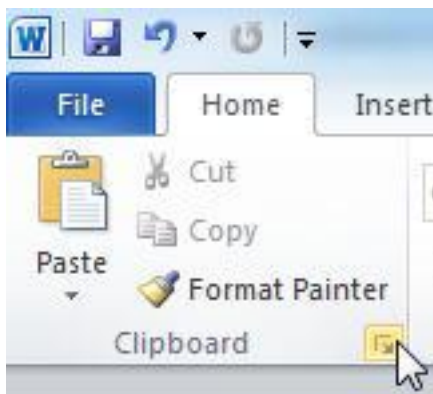 W
File Home Insert
Cut
Copy
Paste
Format Painter
Clipboard